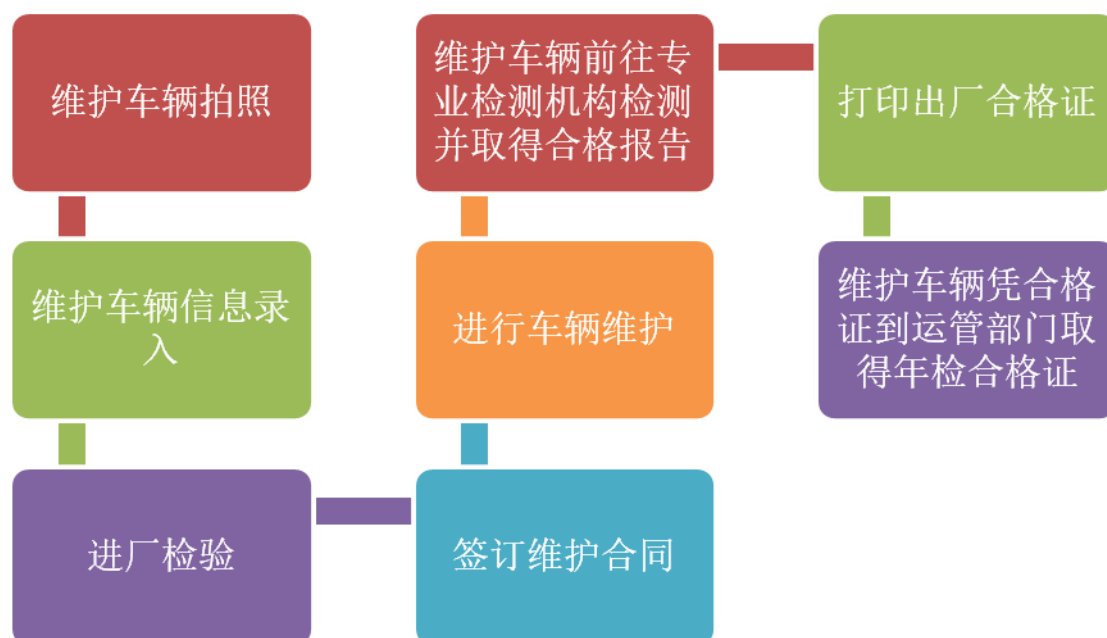 维护车辆拍照
维护车辆信息录
入
进厂检验
签订维护合同
进行车辆维护
维护车辆前往专
业检测机构检测
并取得合格报告
打印出厂合格证
维护车辆凭合格
证到运管部门取
得年检合格证